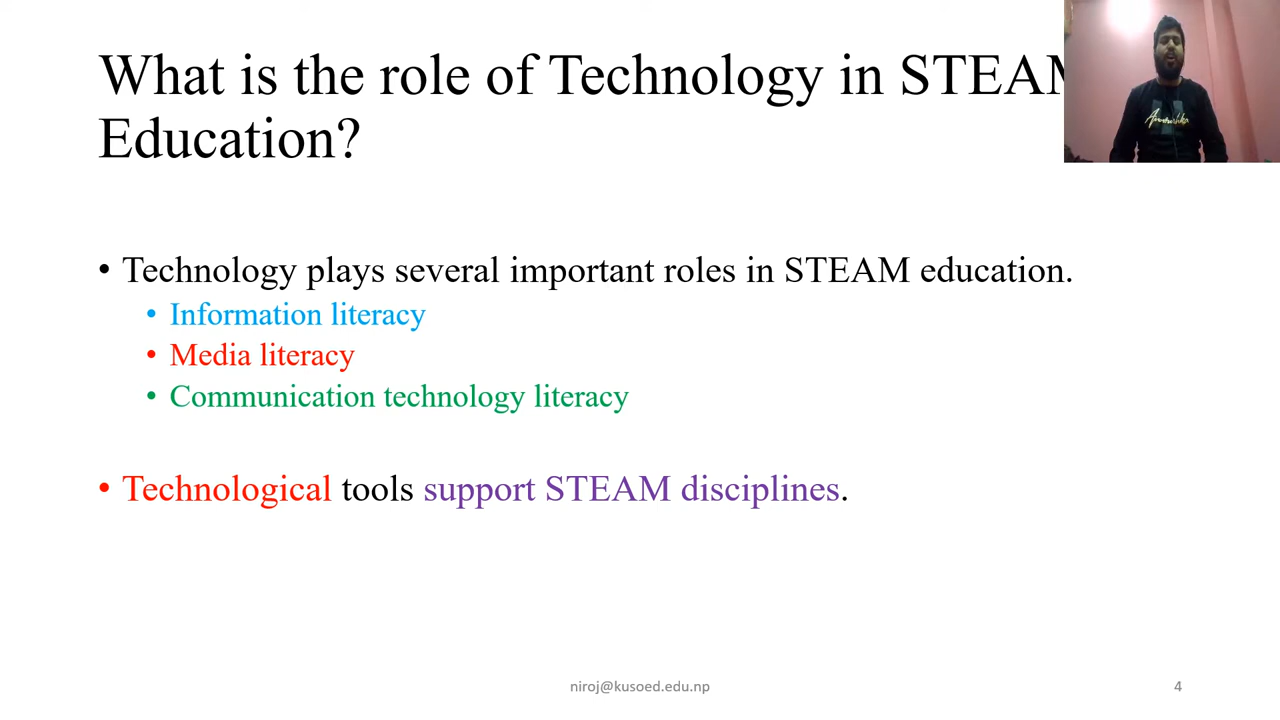 What is the role of Technology in STEAM
Education?
• Technology plays several important roles in STEAM education.
• Information literacy
• Media literacy
• Communication technology literacy
• Technological tools support STEAM disciplines.
niroj@kusoed.edu.np
4